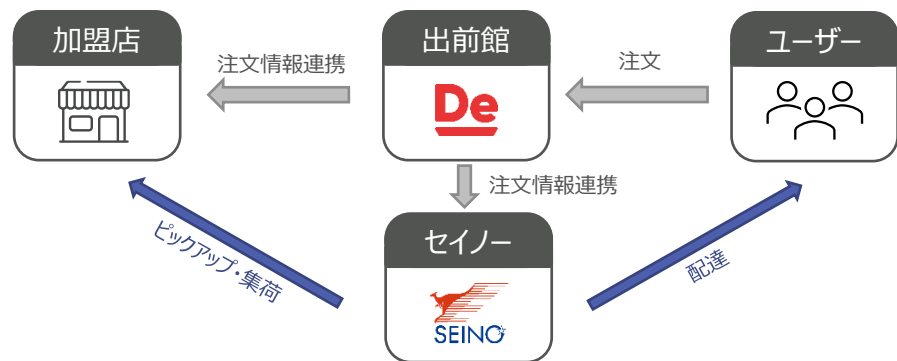 加盟店
出前館
ユーザー
注文情報連携
注文
De
注文情報連携
セイノー
ピックアップ・集荷
配達
SEINO